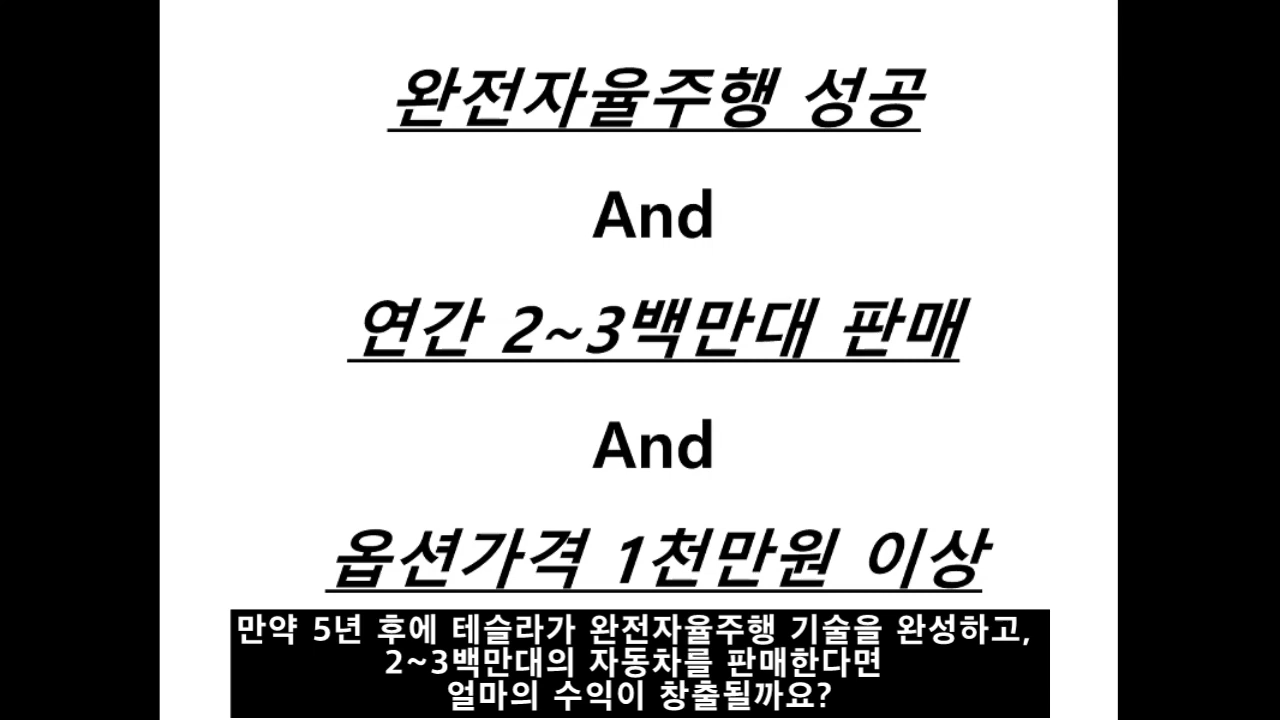 완전자율주행 성공
And
연간 2~3백만대 판매
And
옵션가격 1천만원 이상
만약 5년 후에 테슬라가 완전자율주행 기술을 완성하고,
2~3백만대의 자동차를 판매한다면
얼마의 수익이 창출될까요?